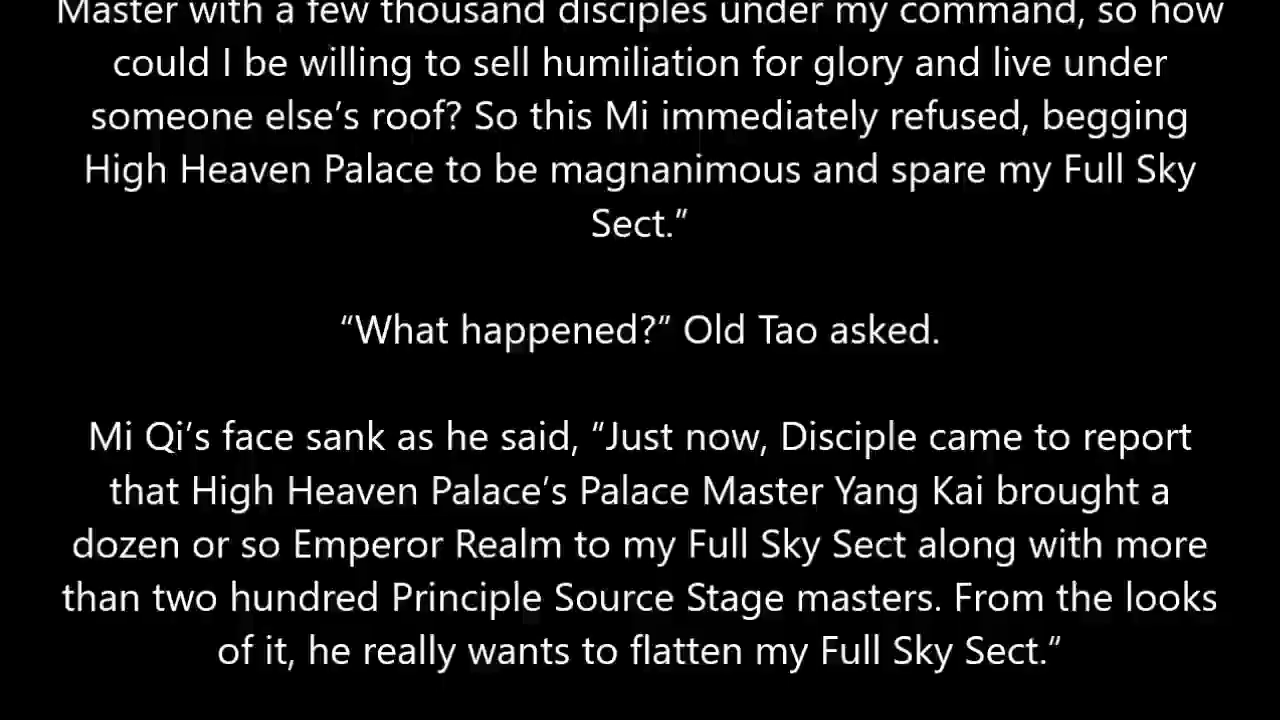 Master with a few thousand disciples under my command, so how
could I be willing to sell humiliation for glory and live under
someone else’s roof? So this Mi immediately refused, begging
High Heaven Palace to be magnanimous and spare my Full Sky
Sect.”
“What happened?” Old Tao asked.
Mi Qi’s face sank as he said, “Just now, Disciple came to report
that High Heaven Palace’s Palace Master Yang Kai brought a
dozen or so Emperor Realm to my Full Sky Sect along with more
than two hundred Principle Source Stage masters. From the looks
of it, he really wants to flatten my Full Sky Sect.”